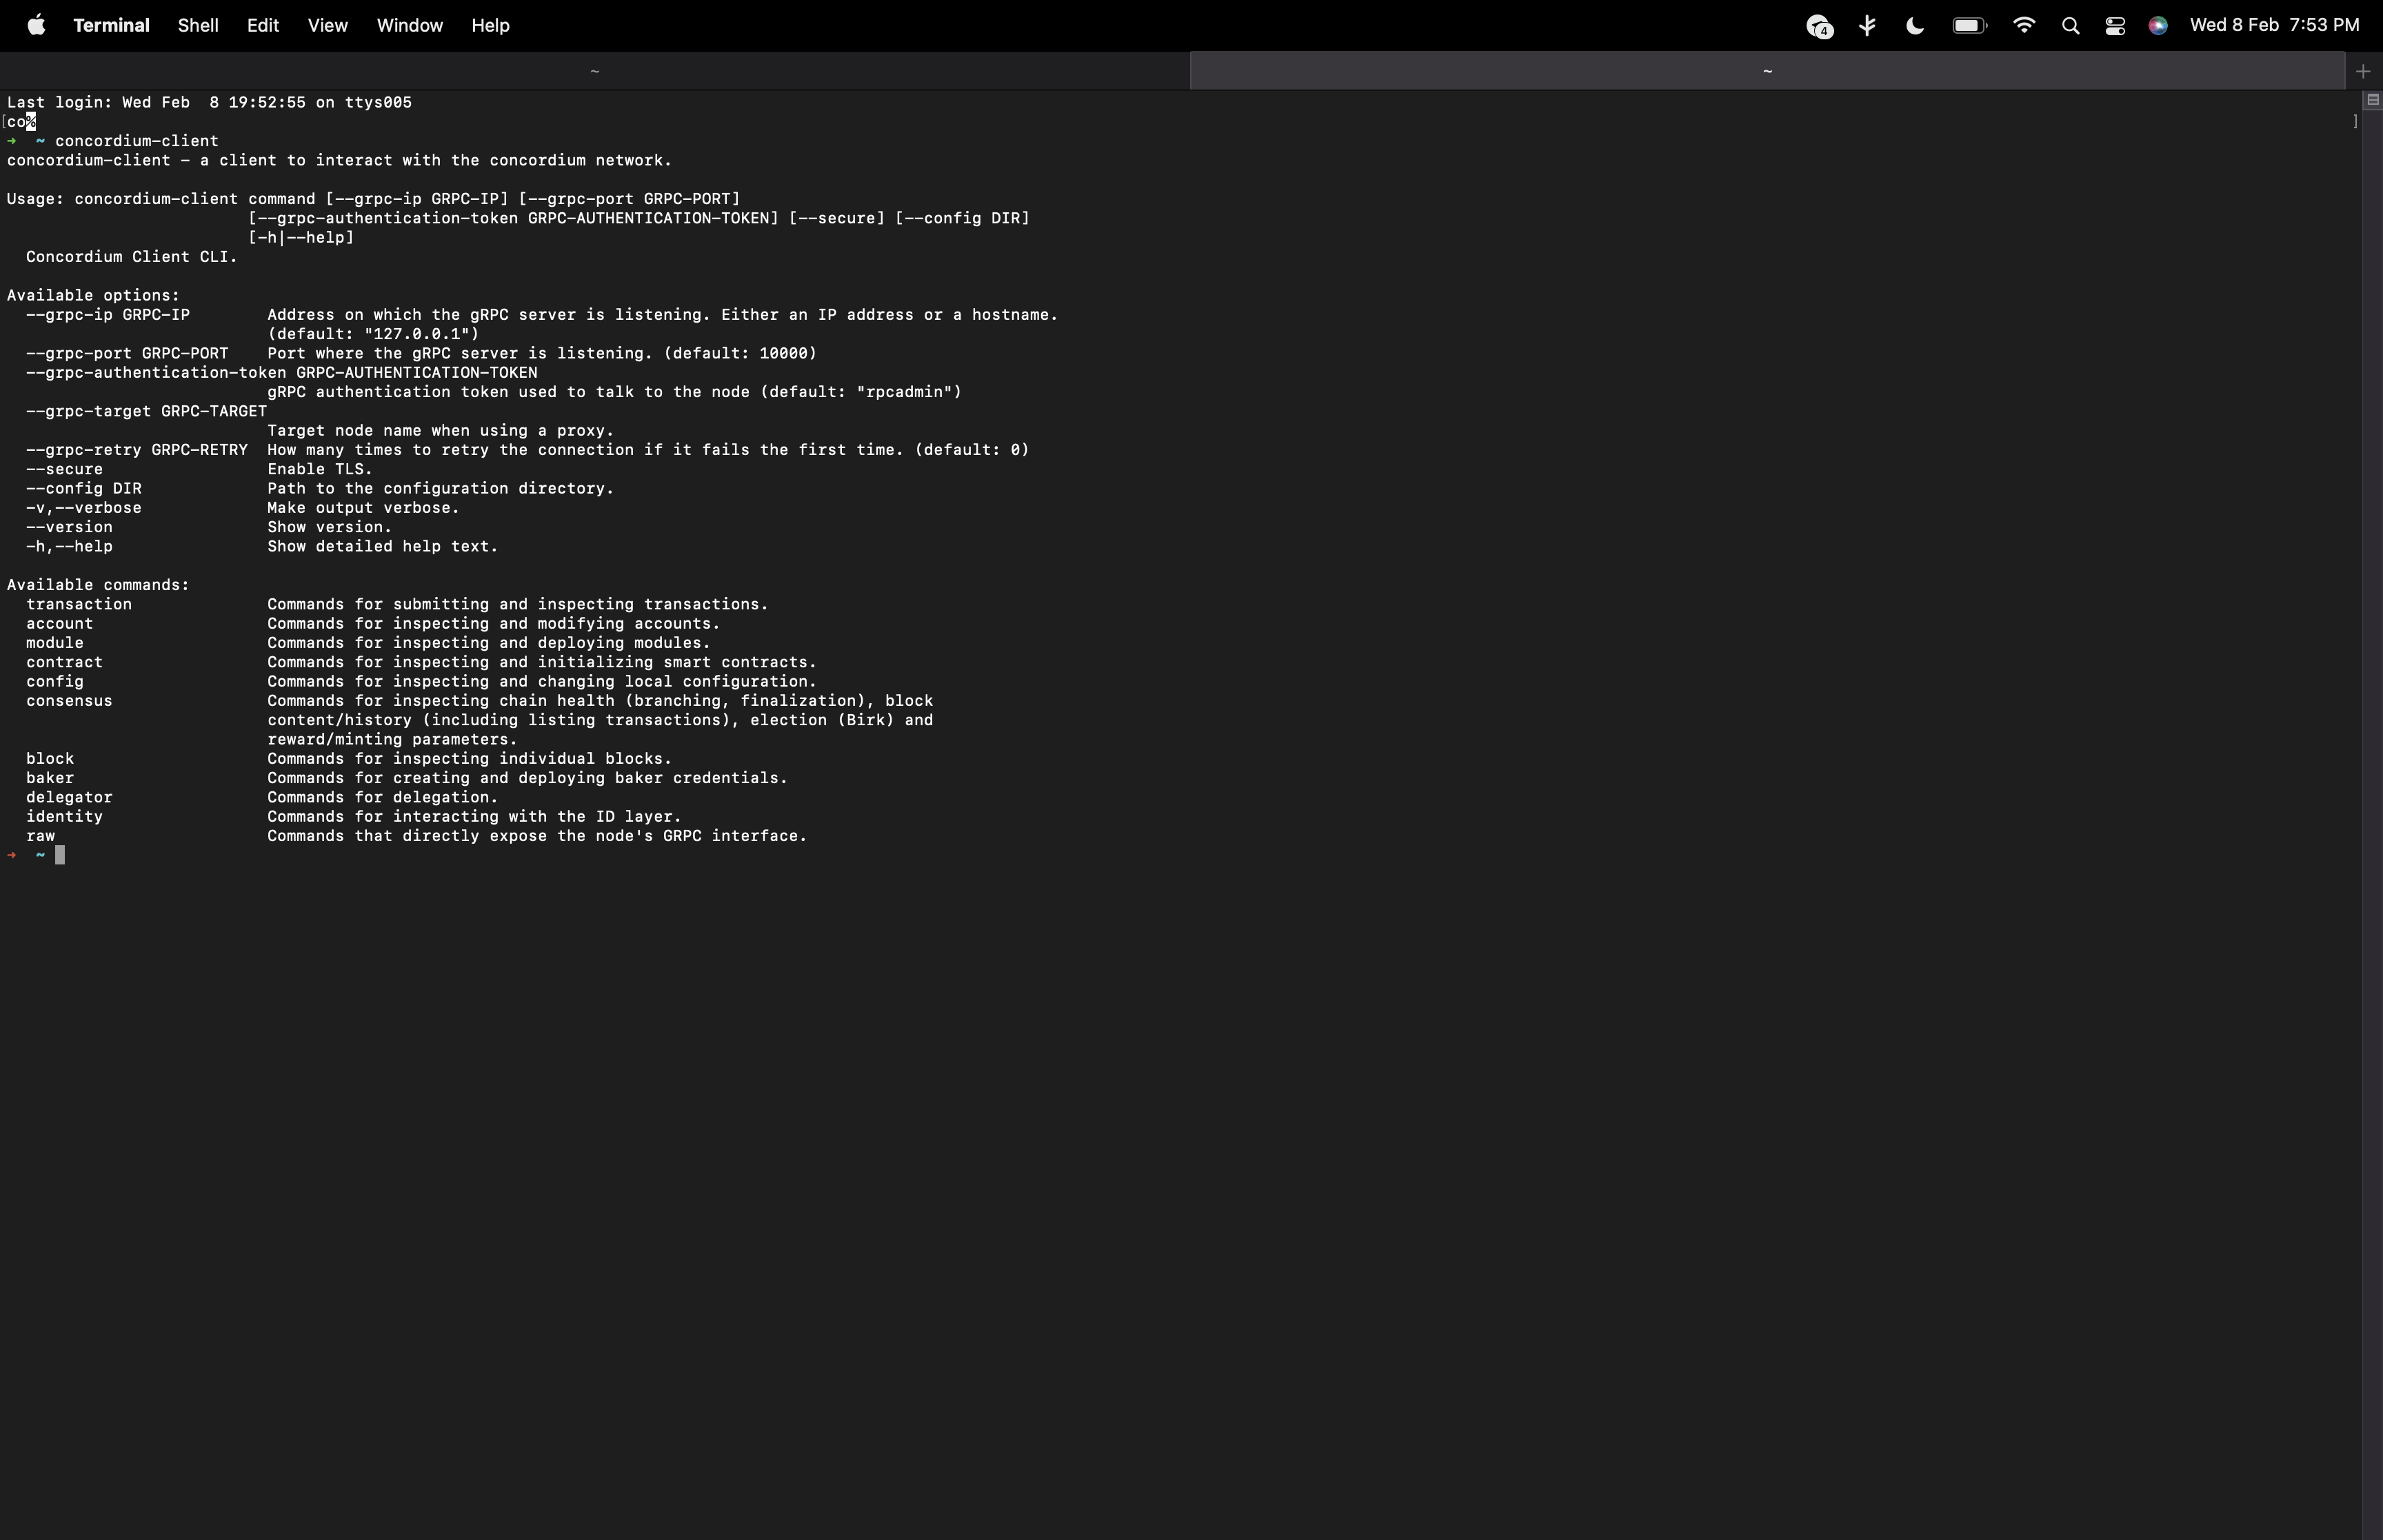 Terminal Shell Edit View Window Help 4 Wed 8 Feb 7:53 PM
~ ~
Last login: Wed Feb  8 19:52:55 on ttys005
[co% ]
➜  ~ concordium-client
concordium-client - a client to interact with the concordium network.
Usage: concordium-client command [--grpc-ip GRPC-IP] [--grpc-port GRPC-PORT]
[--grpc-authentication-token GRPC-AUTHENTICATION-TOKEN] [--secure] [--config DIR]
[-h|--help]
Concordium Client CLI.
Available options:
--grpc-ip GRPC-IP        Address on which the gRPC server is listening. Either an IP address or a hostname.
(default: "127.0.0.1")
--grpc-port GRPC-PORT    Port where the gRPC server is listening. (default: 10000)
--grpc-authentication-token GRPC-AUTHENTICATION-TOKEN
gRPC authentication token used to talk to the node (default: "rpcadmin")
--grpc-target GRPC-TARGET
Target node name when using a proxy.
--grpc-retry GRPC-RETRY  How many times to retry the connection if it fails the first time. (default: 0)
--secure                 Enable TLS.
--config DIR             Path to the configuration directory.
-v,--verbose             Make output verbose.
--version                Show version.
-h,--help                Show detailed help text.
Available commands:
transaction              Commands for submitting and inspecting transactions.
account                  Commands for inspecting and modifying accounts.
module                   Commands for inspecting and deploying modules.
contract                 Commands for inspecting and initializing smart contracts.
config                   Commands for inspecting and changing local configuration.
consensus                Commands for inspecting chain health (branching, finalization), block
content/history (including listing transactions), election (Birk) and
reward/minting parameters.
block                    Commands for inspecting individual blocks.
baker                    Commands for creating and deploying baker credentials.
delegator                Commands for delegation.
identity                 Commands for interacting with the ID layer.
raw                      Commands that directly expose the node's GRPC interface.
➜  ~